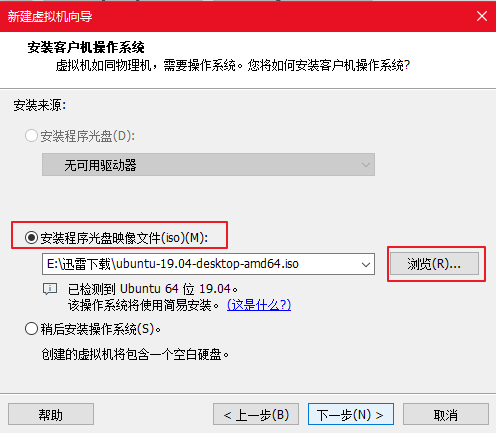 新建虚拟机向导
安装客户机操作系统
虚拟机如同物理机，需要操作系统。您将如何安装客户机操作系统?
安装来源:
安装程序光盘(D):
无可用驱动器
安装程序光盘映像文件(iso)(M):
E:\迅雷下载\ubuntu-19.04-desktop-amd64.iso
浏览(R)...
已检测到 Ubuntu 64 位 19.04。
该操作系统将使用简易安装。 (这是什么?)
稍后安装操作系统(S)。
创建的虚拟机将包含一个空白硬盘。
帮助
< 上一步(B)
下一步(N) >
取消